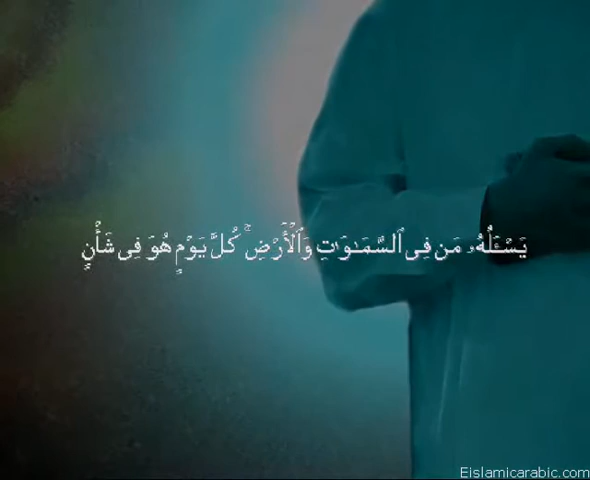 يَسْـَٔلُهُۥ مَن فِى ٱلسَّمَـٰوَٰتِ وَٱلْأَرْضِ ۚ كُلَّ يَوْمٍ هُوَ فِى شَأْنٍ
Eislamicarabic.com